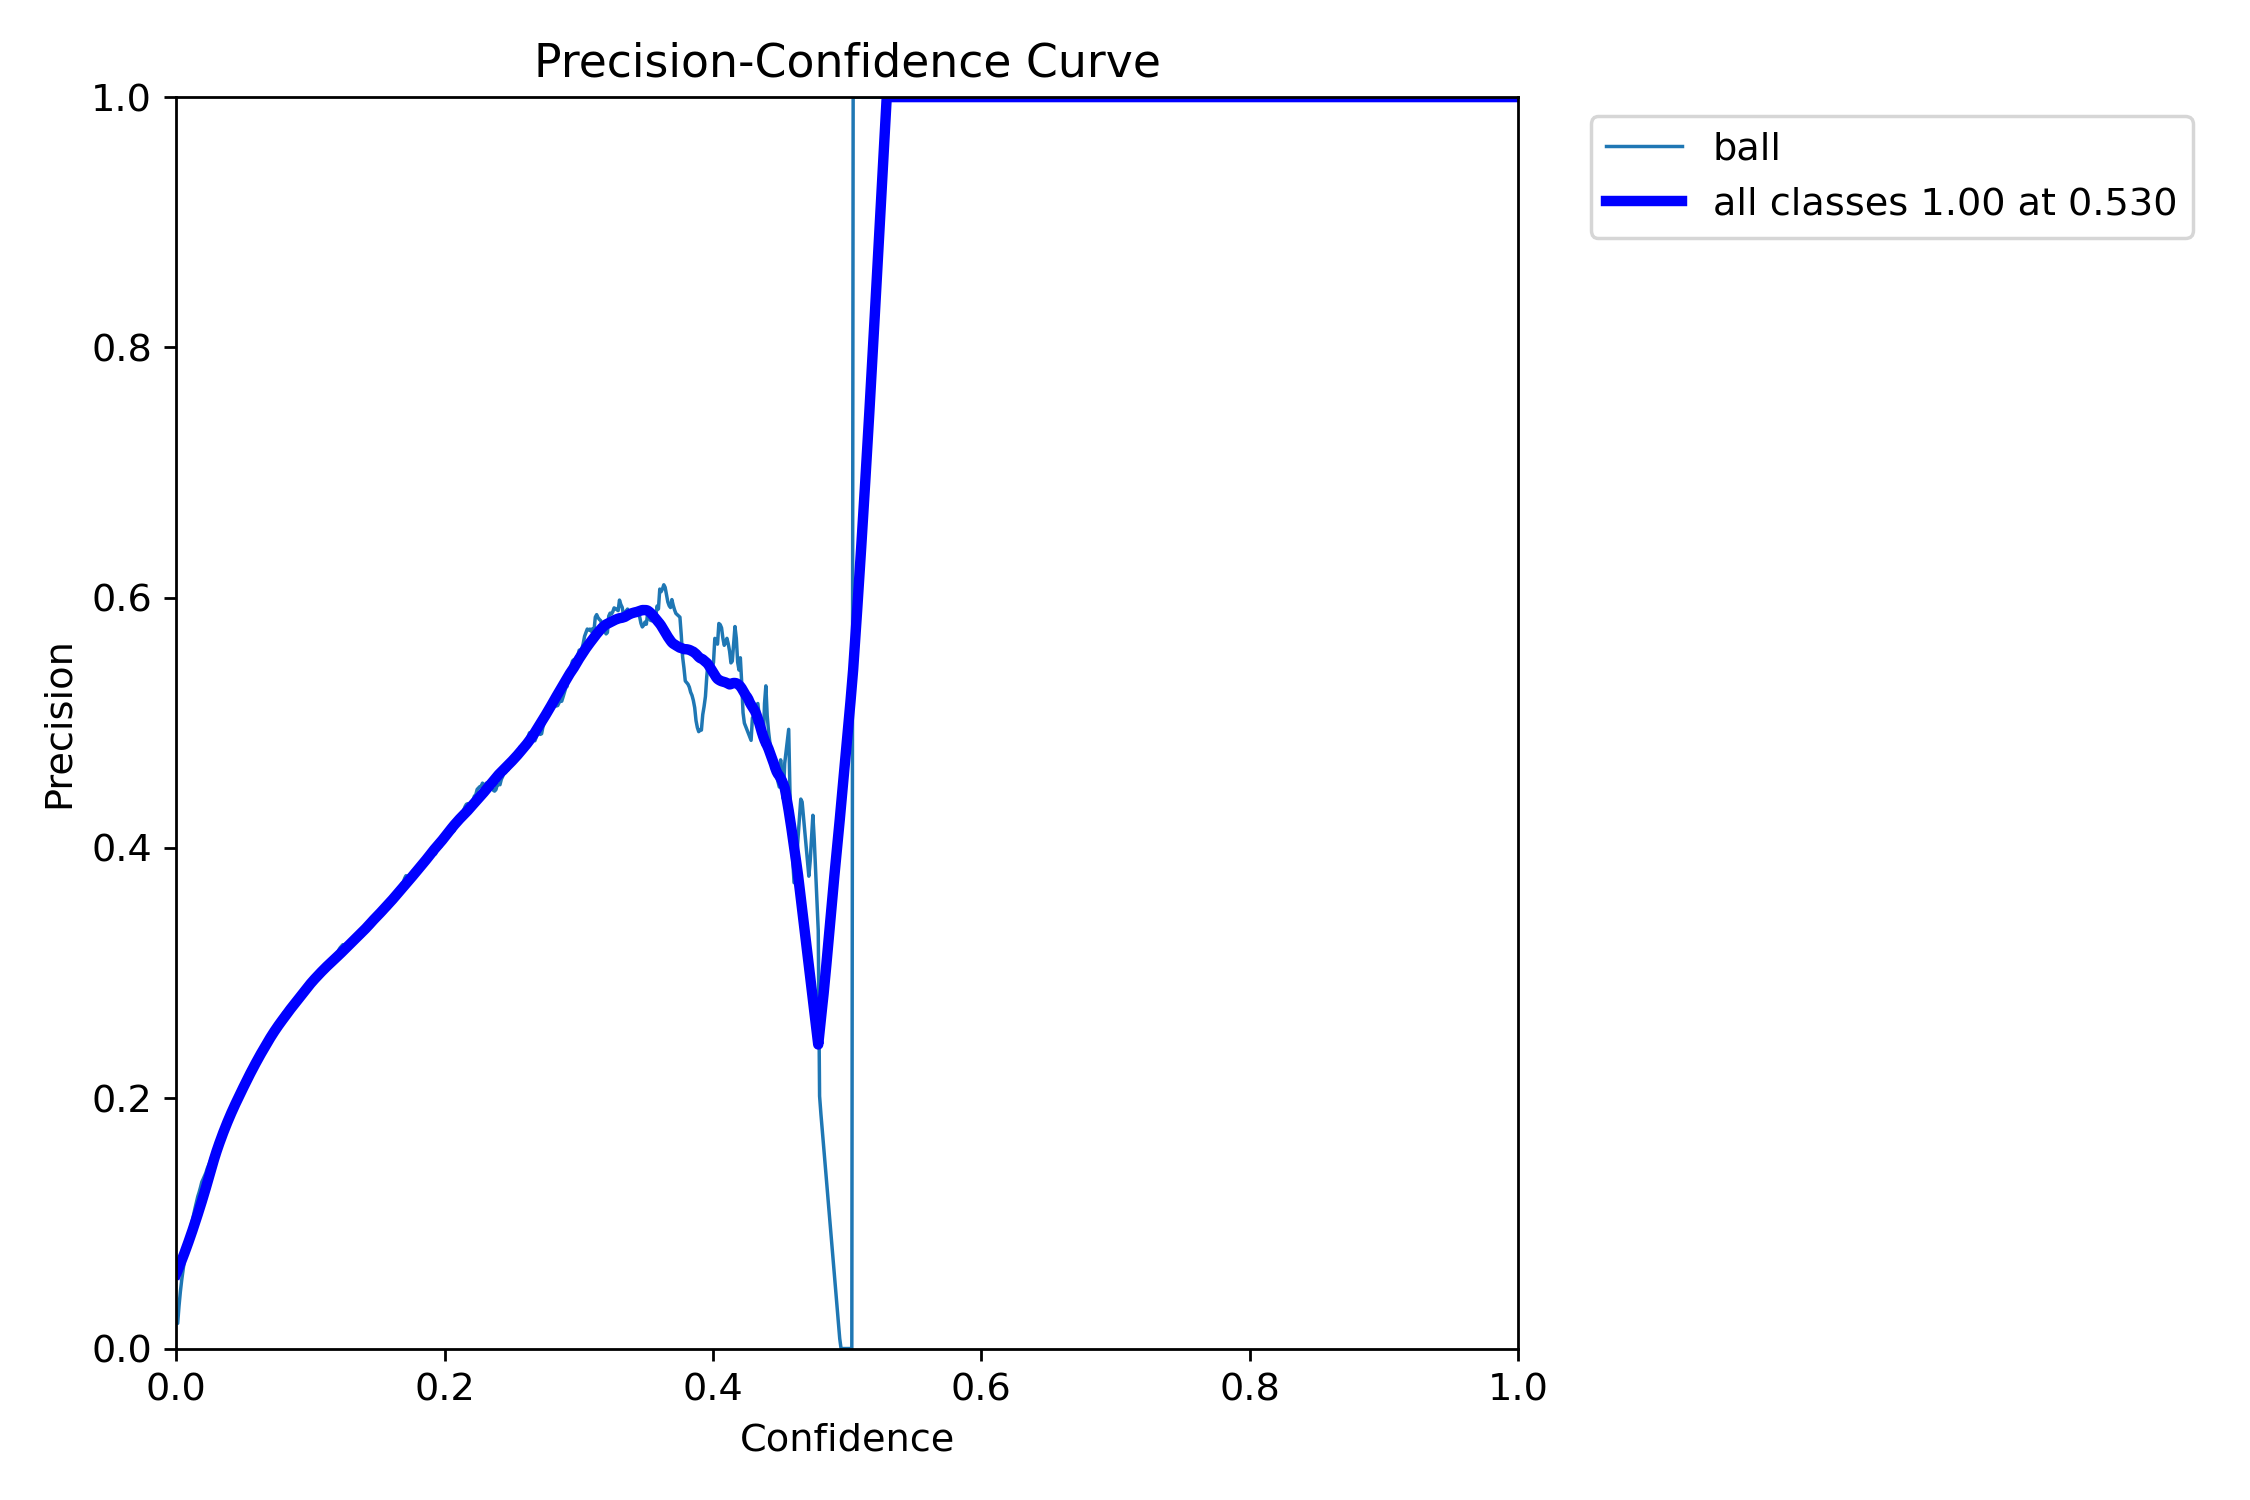 Precision-Confidence Curve
1.0
0.8
0.6
0.4
0.2
0.0
Precision
0.0 0.2 0.4 0.6 0.8 1.0
Confidence
ball
all classes 1.00 at 0.530